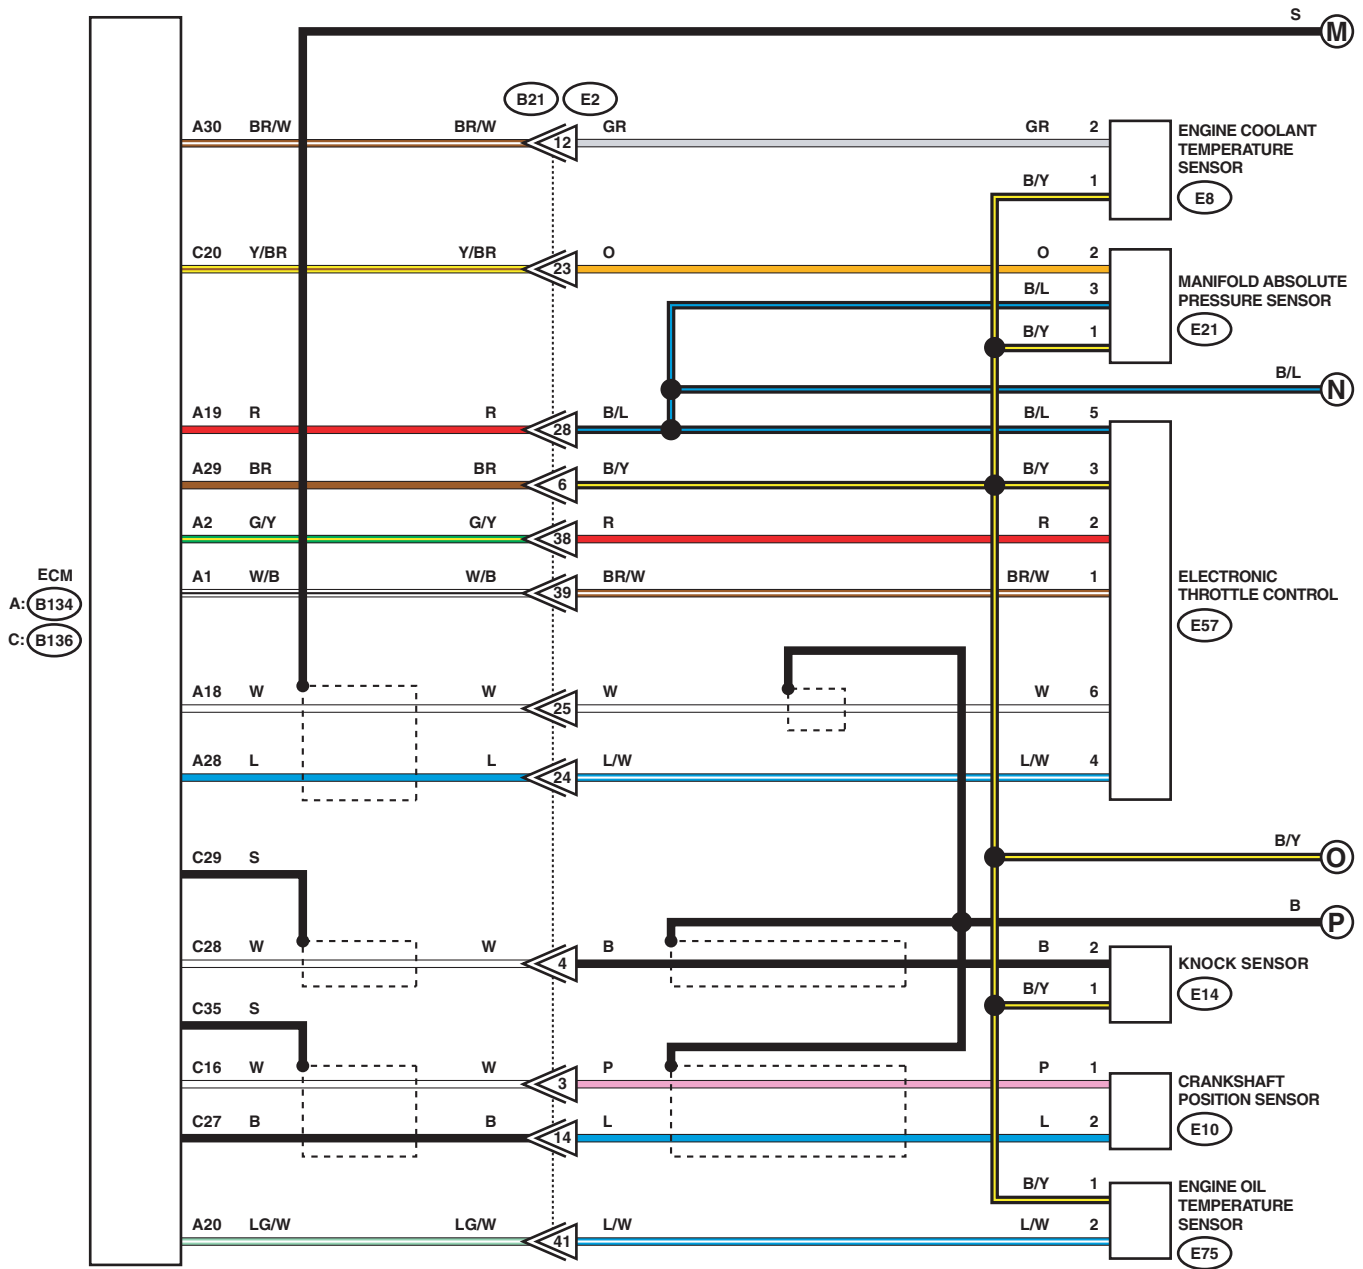 S M
B21 E2
A30 BR/W BR/W 12 GR GR 2
ENGINE COOLANT
TEMPERATURE
SENSOR
B/Y 1
E8
C20 Y/BR Y/BR 23 O O 2
B/L 3
MANIFOLD ABSOLUTE
PRESSURE SENSOR
B/Y 1
E21
B/L N
A19 R R 28 B/L B/L 5
A29 BR BR 6 B/Y B/Y 3
A2 G/Y G/Y 38 R R 2
A1 W/B W/B 39 BR/W BR/W 1
ECM
A: B134
C: B136
ELECTRONIC
THROTTLE CONTROL
E57
A18 W W 25 W W 6
A28 L L 24 L/W L/W 4
C29 S
B/Y O
B P
C28 W W 4 B B 2
KNOCK SENSOR
B/Y 1
E14
C35 S
C16 W W 3 P P 1
CRANKSHAFT
POSITION SENSOR
C27 B B 14 L L 2
E10
B/Y 1
ENGINE OIL
TEMPERATURE
SENSOR
A20 LG/W LG/W 41 L/W L/W 2
E75